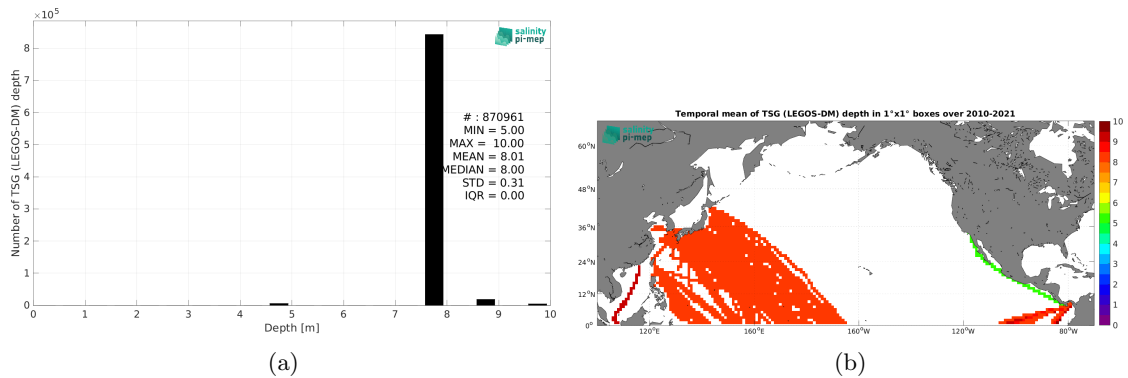 ×10⁵
8
7
6
5
4
3
2
1
0
Number of TSG (LEGOS-DM) depth
salinity
pi-mep
# : 870961
MIN = 5.00
MAX = 10.00
MEAN = 8.01
MEDIAN = 8.00
STD = 0.31
IQR = 0.00
0 1 2 3 4 5 6 7 8 9 10
Depth [m]
(a)
Temporal mean of TSG (LEGOS-DM) depth in 1°x1° boxes over 2010-2021
salinity
pi-mep
60°N
48°N
36°N
24°N
12°N
0°
120°E 160°E 160°W 120°W 80°W
10
9
8
7
6
5
4
3
2
1
0
(b)